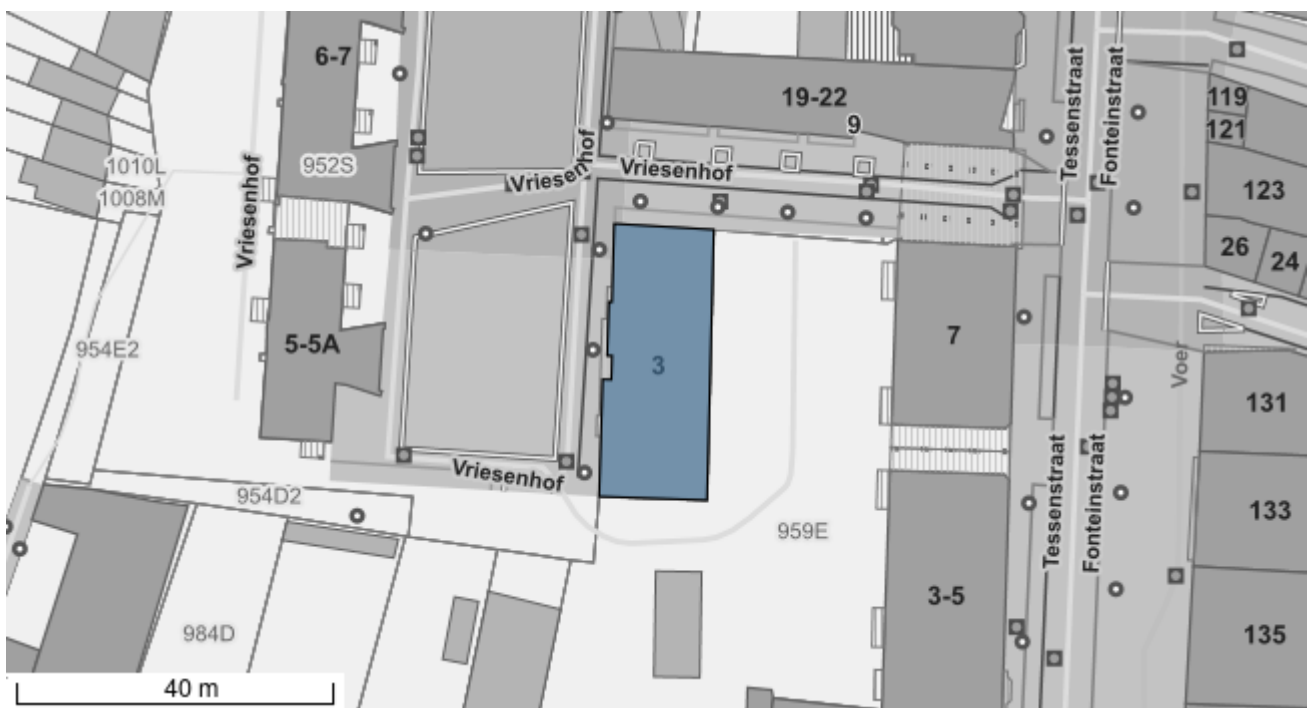 6-7
19-22
9
119
121
123
26
24
1010L
1008M
952S
Vriesenhof
Vriesenhof
Vriesenhof
Tessenstraat
Fonteinstraat
954E2
5-5A
3
7
Voer
131
Vriesenhof
954D2
959E
Tessenstraat
Fonteinstraat
133
3-5
984D
135
40 m